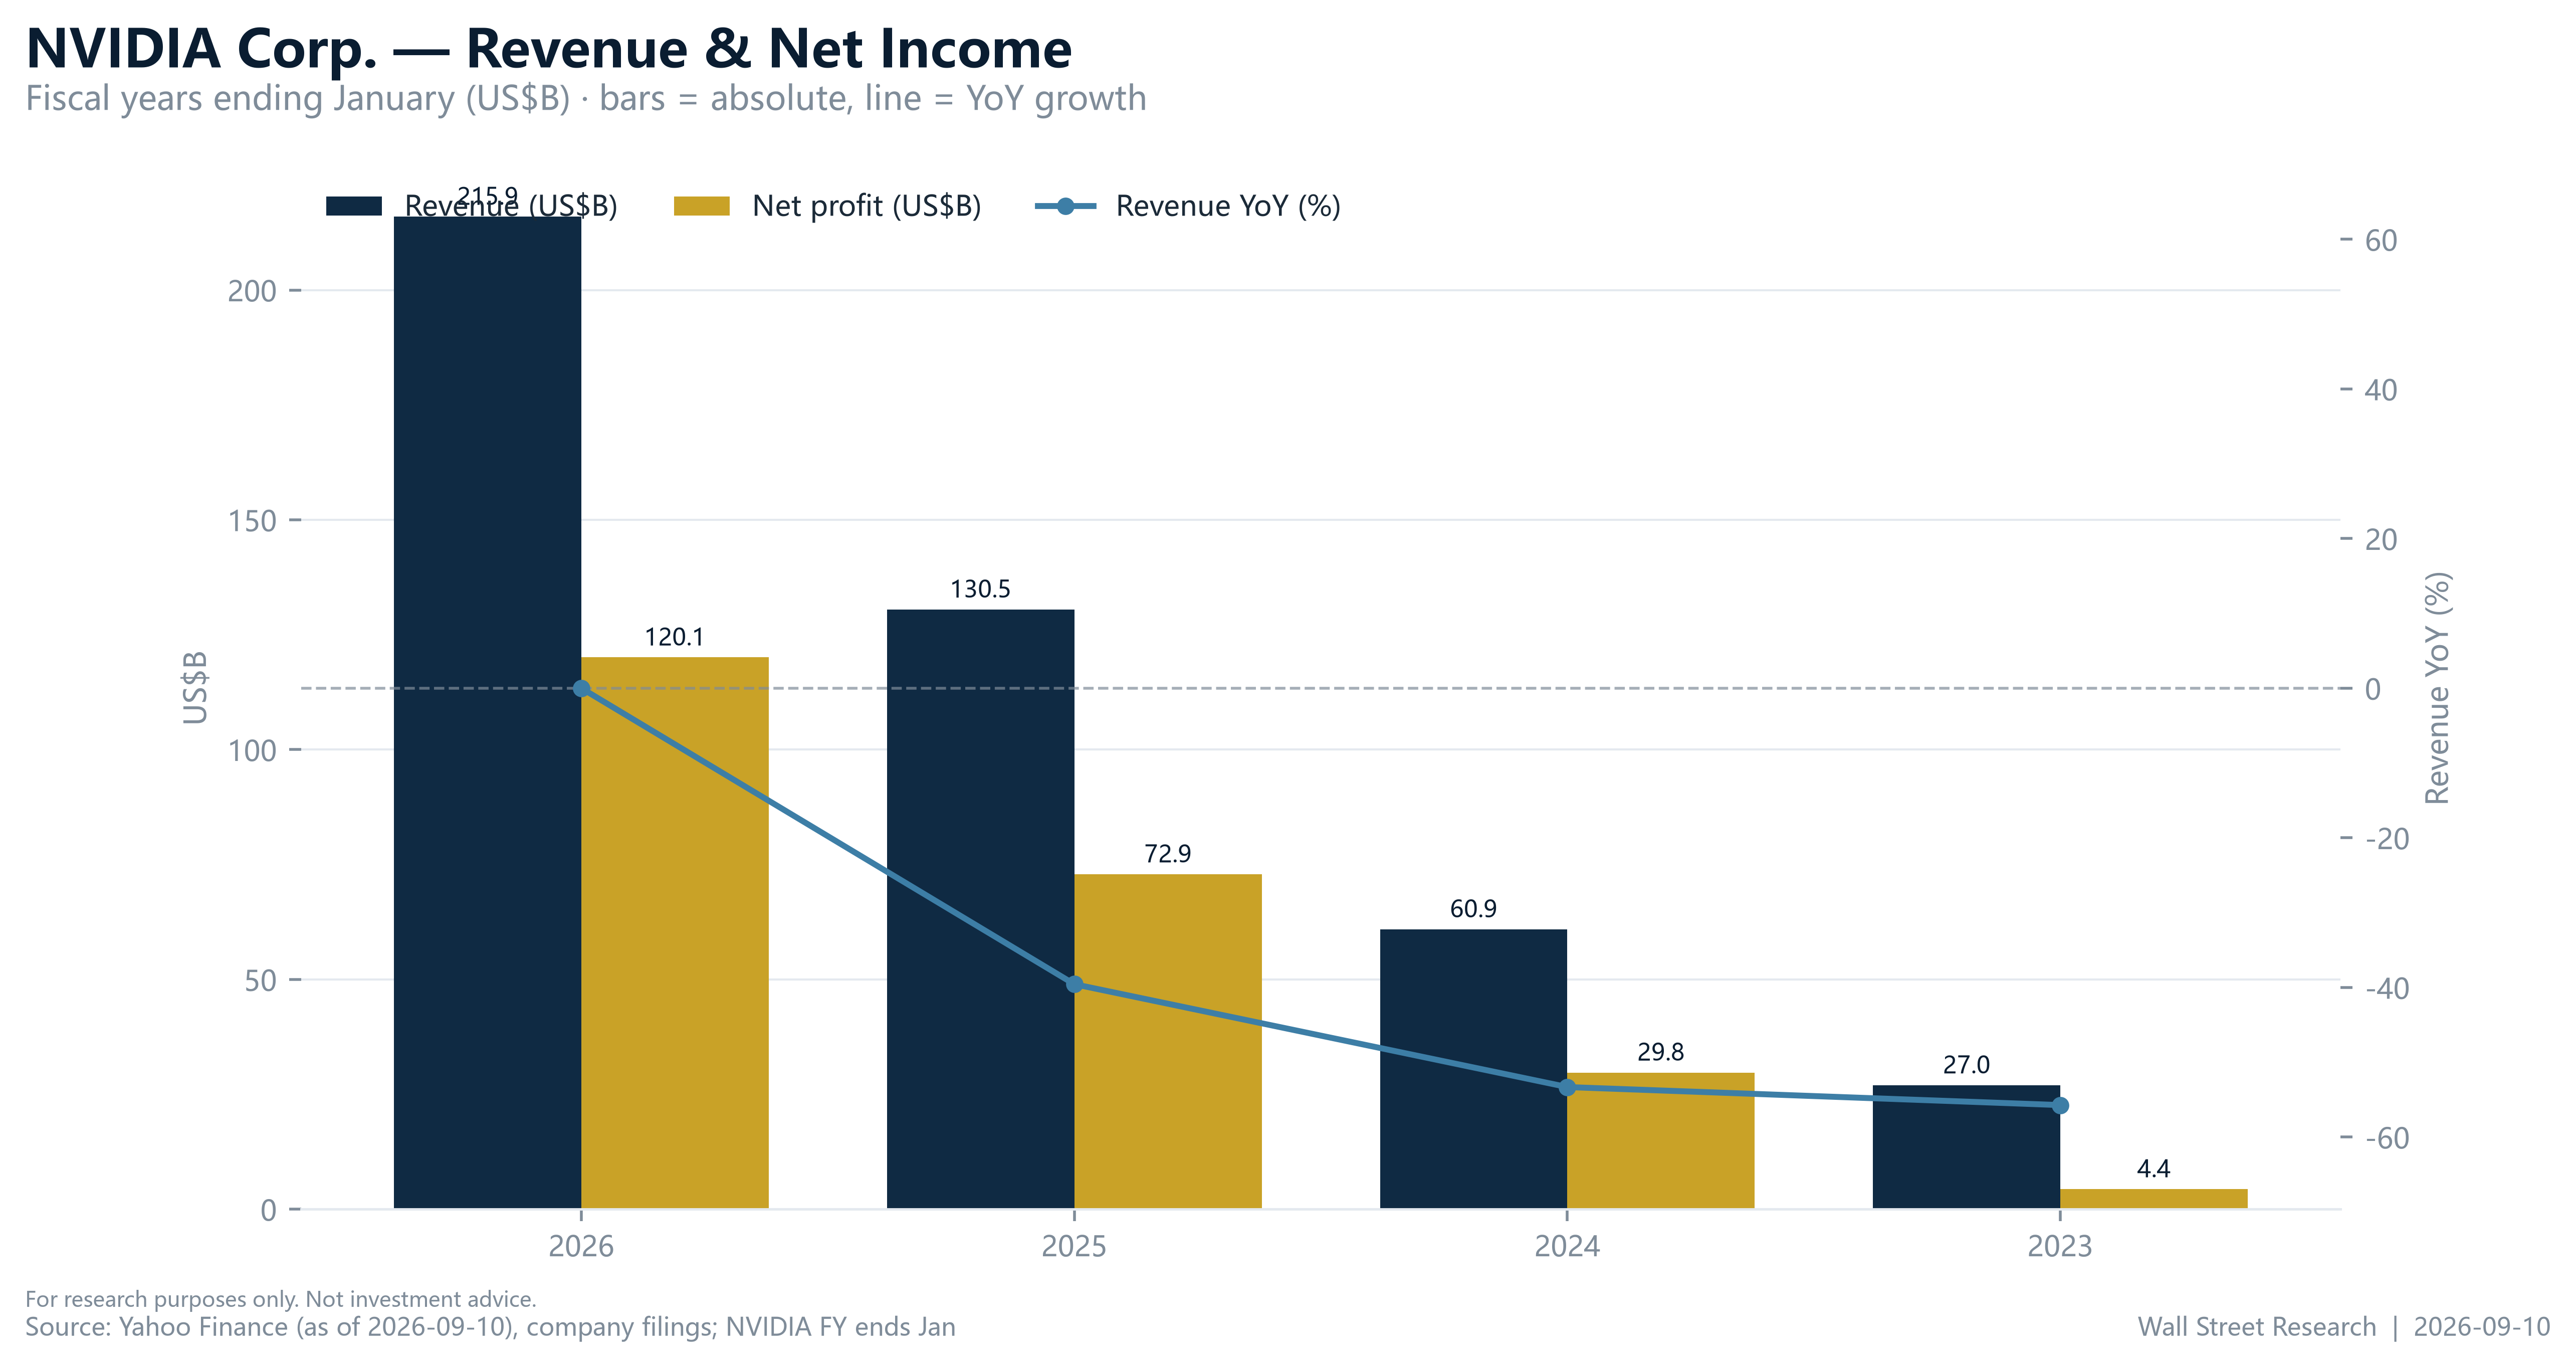 NVIDIA Corp. — Revenue & Net Income
Fiscal years ending January (US$B) · bars = absolute, line = YoY growth
215.9
Revenue (US$B)
Net profit (US$B)
Revenue YoY (%)
200
150
100
50
0
US$B
120.1
130.5
72.9
60.9
29.8
27.0
4.4
60
40
20
0
-20
-40
-60
Revenue YoY (%)
2026
2025
2024
2023
For research purposes only. Not investment advice.
Source: Yahoo Finance (as of 2026-09-10), company filings; NVIDIA FY ends Jan
Wall Street Research | 2026-09-10